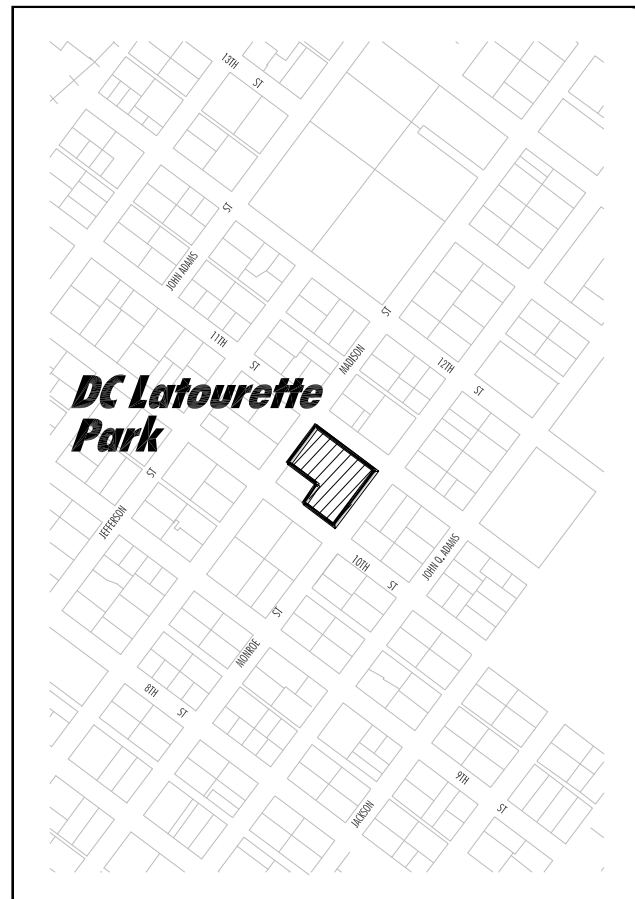 13TH ST
ST
JOHN ADAMS
11TH ST
ST
MADISON
12TH ST
DC Latourette
Park
ST
JEFFERSON
10TH ST
JOHN Q. ADAMS
ST
MONROE
8TH ST
9TH ST
JACKSON